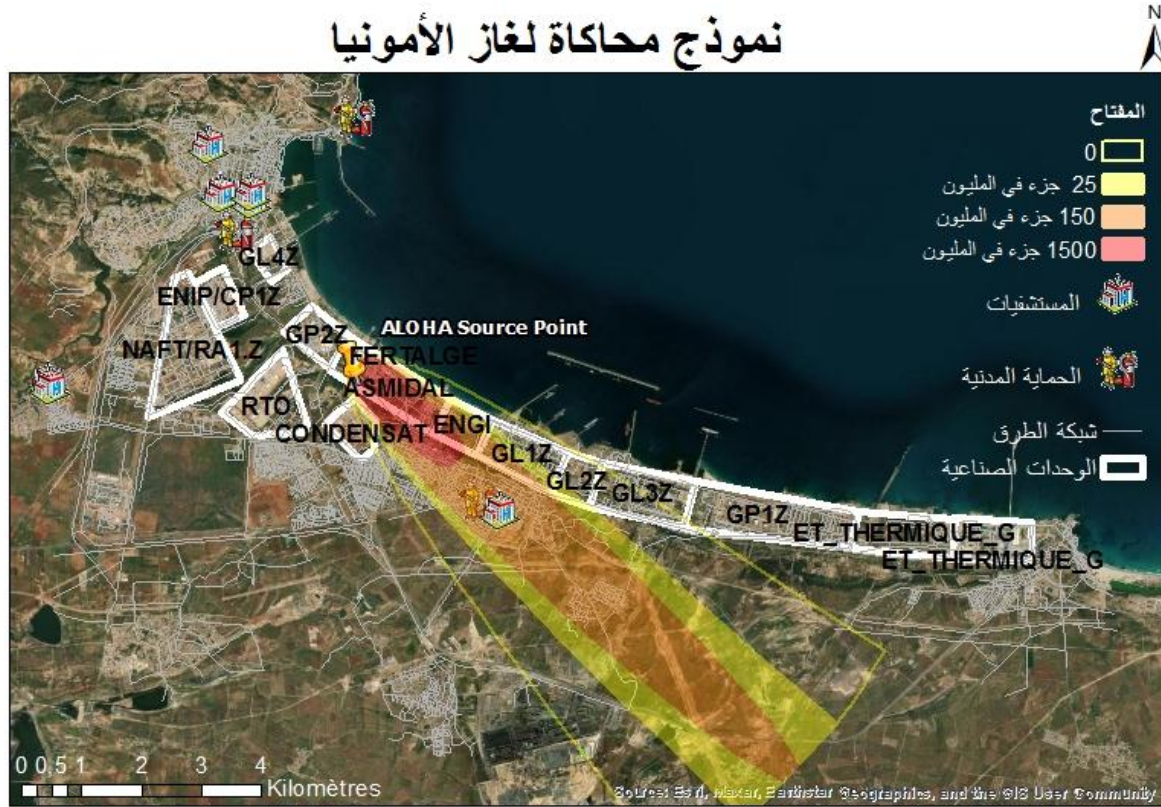 نموذج محاكاة لغاز الأمونيا
N
المفتاح
0
25 جزء في المليون
150 جزء في المليون
1500 جزء في المليون
المستشفيات
الحماية المدنية
شبكة الطرق
الوحدات الصناعية
GL4Z
ENIP/CP1Z
NAFT/RA1.Z
GP2Z
ALOHA Source Point
FERTALGE
ASMIDAL
RTO
CONDENSAT
ENGI
GL1Z
GL2Z
GL3Z
GP1Z
ET_THERMIQUE_G
ET_THERMIQUE_G
0 0,5 1 2 3 4
Kilomètres
Source: Esri, Maxar, Earthstar Geographics, and the GIS User Community